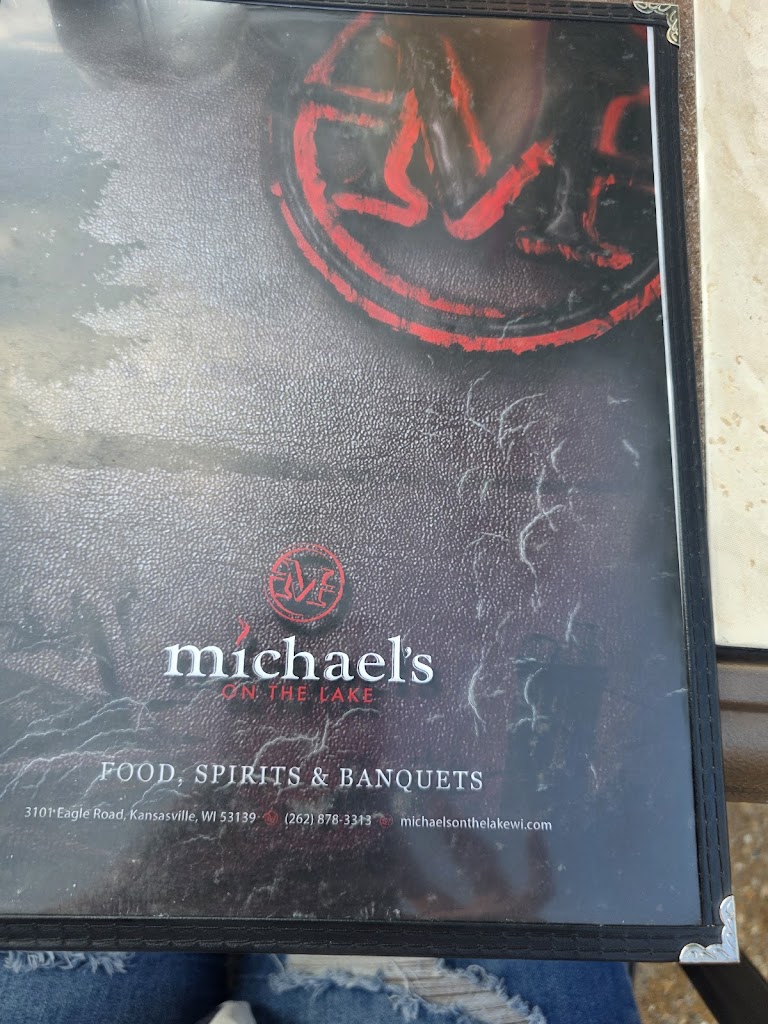 M
M
michael's
ON THE LAKE
FOOD, SPIRITS & BANQUETS
3101 Eagle Road, Kansasville, WI 53139 (262) 878-3313 michaelsonthelakewi.com